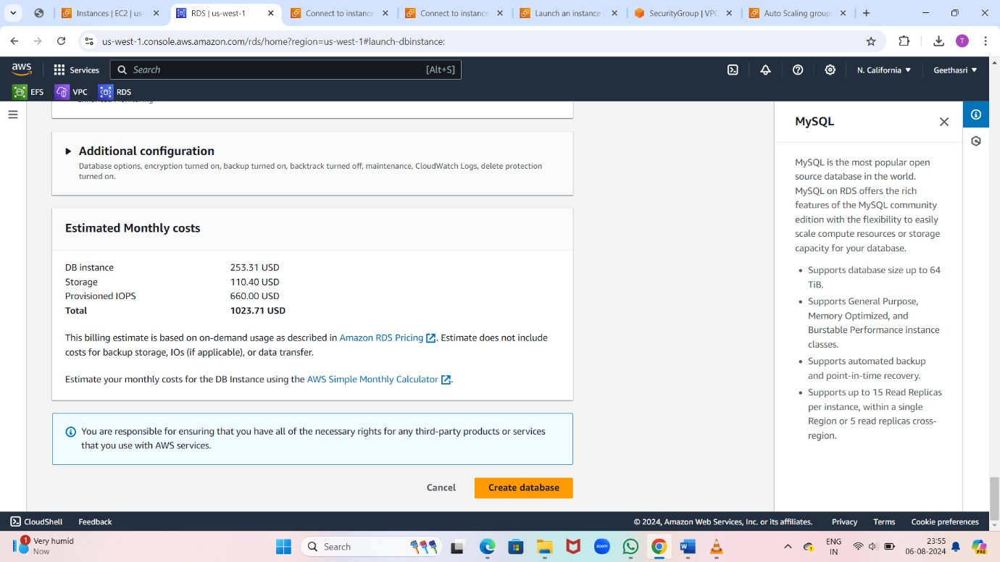 Instances | EC2 | us-
RDS | us-west-1
Connect to instance
Connect to instance
Launch an instance
SecurityGroup | VPC
Auto Scaling group
us-west-1.console.aws.amazon.com/rds/home?region=us-west-1#launch-dbinstance:
T
aws
Services
Search
[Alt+S]
N. California
Geethasri
EFS
VPC
RDS
Enhanced Monitoring
Additional configuration
Database options, encryption turned on, backup turned on, backtrack turned off, maintenance, CloudWatch Logs, delete protection
turned on.
Estimated Monthly costs
DB instance 253.31 USD
Storage 110.40 USD
Provisioned IOPS 660.00 USD
Total 1023.71 USD
This billing estimate is based on on-demand usage as described in Amazon RDS Pricing. Estimate does not include
costs for backup storage, IOs (if applicable), or data transfer.
Estimate your monthly costs for the DB Instance using the AWS Simple Monthly Calculator.
You are responsible for ensuring that you have all of the necessary rights for any third-party products or services
that you use with AWS services.
Cancel
Create database
MySQL
MySQL is the most popular open
source database in the world.
MySQL on RDS offers the rich
features of the MySQL community
edition with the flexibility to easily
scale compute resources or storage
capacity for your database.
• Supports database size up to 64
TiB.
• Supports General Purpose,
Memory Optimized, and
Burstable Performance instance
classes.
• Supports automated backup
and point-in-time recovery.
• Supports up to 15 Read Replicas
per instance, within a single
Region or 5 read replicas cross-
region.
CloudShell
Feedback
© 2024, Amazon Web Services, Inc. or its affiliates.
Privacy
Terms
Cookie preferences
1
Very humid
Now
Search
zoom
W
ENG
IN
23:55
06-08-2024
PRE